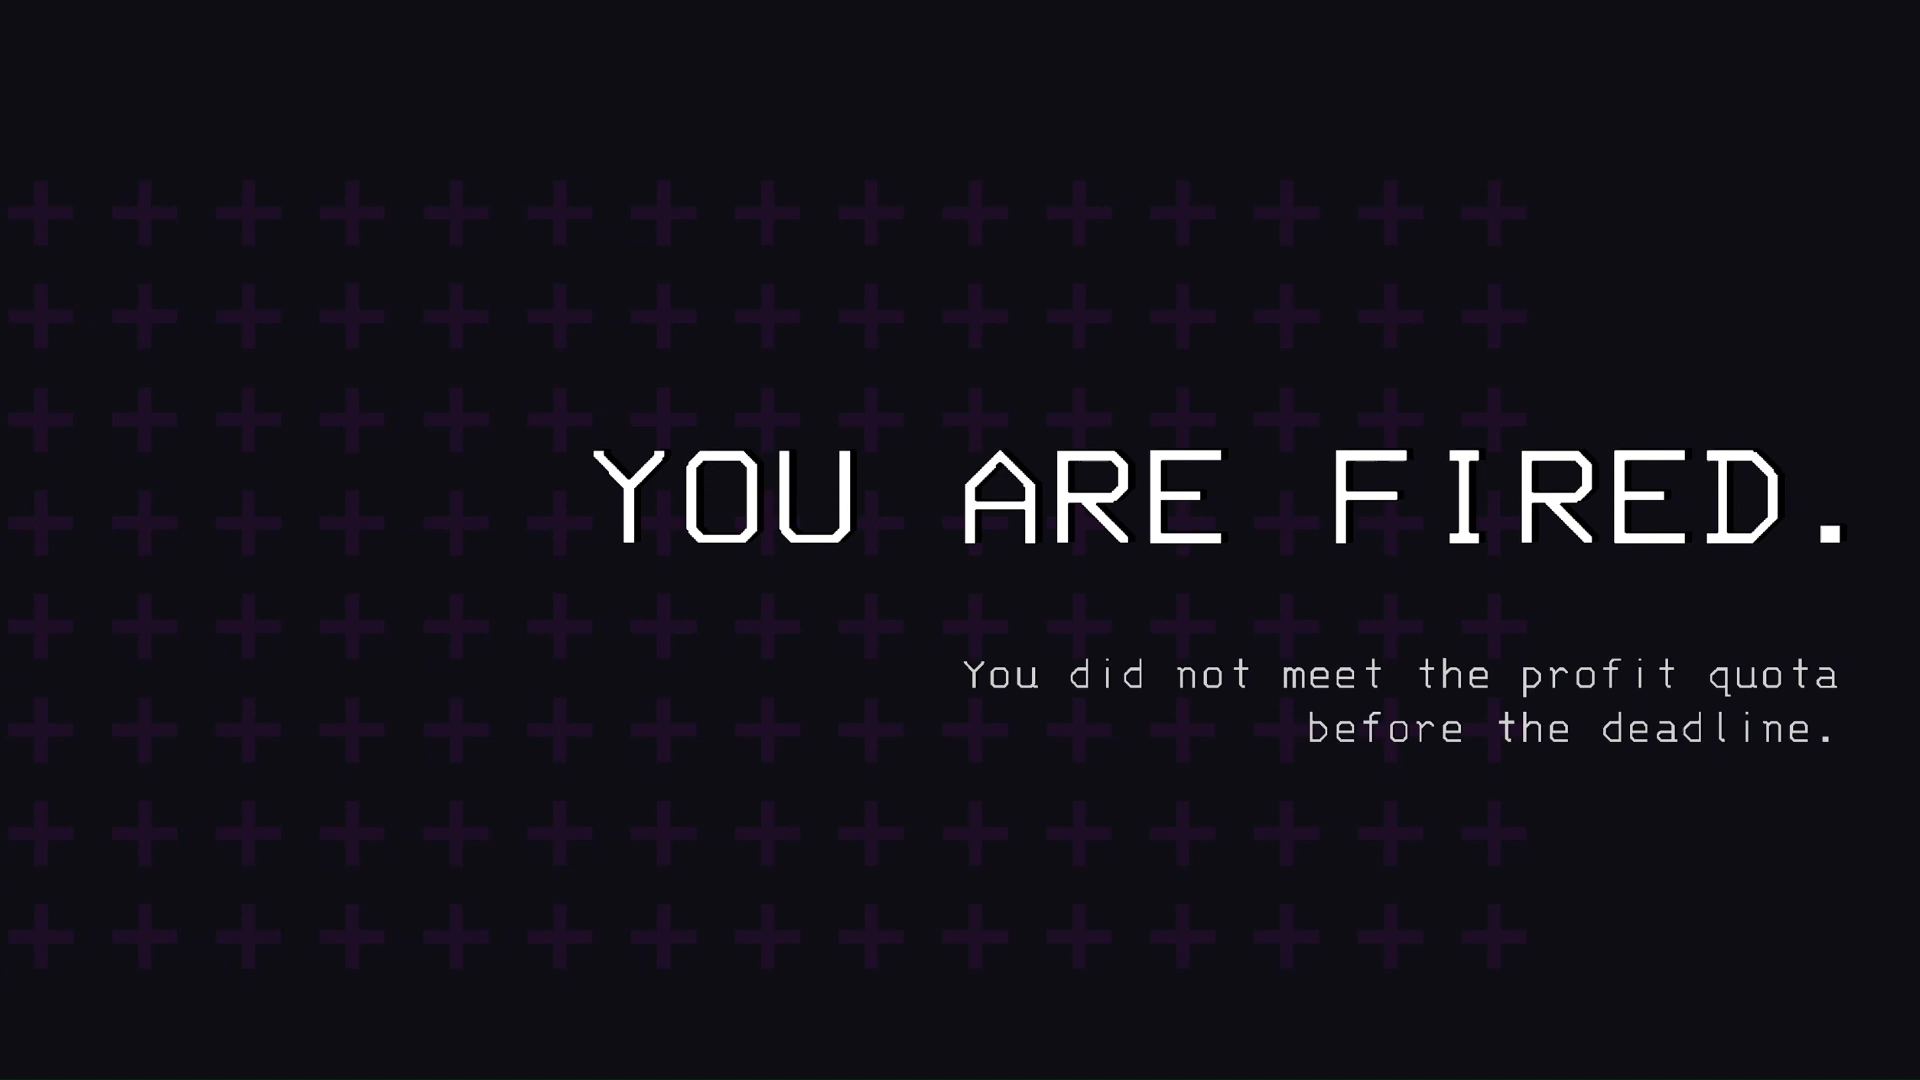 YOU ARE FIRED.
You did not meet the profit quota
before the deadline.